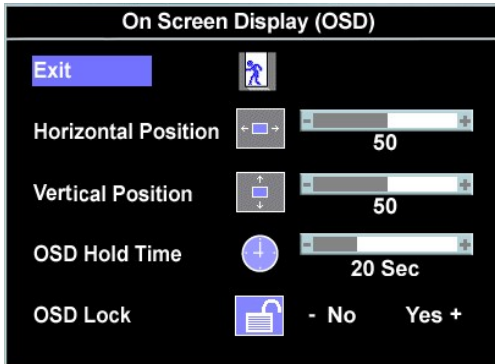 On Screen Display (OSD)
Exit
Horizontal Position - +
50
Vertical Position - +
50
OSD Hold Time - +
20 Sec
OSD Lock - No Yes +